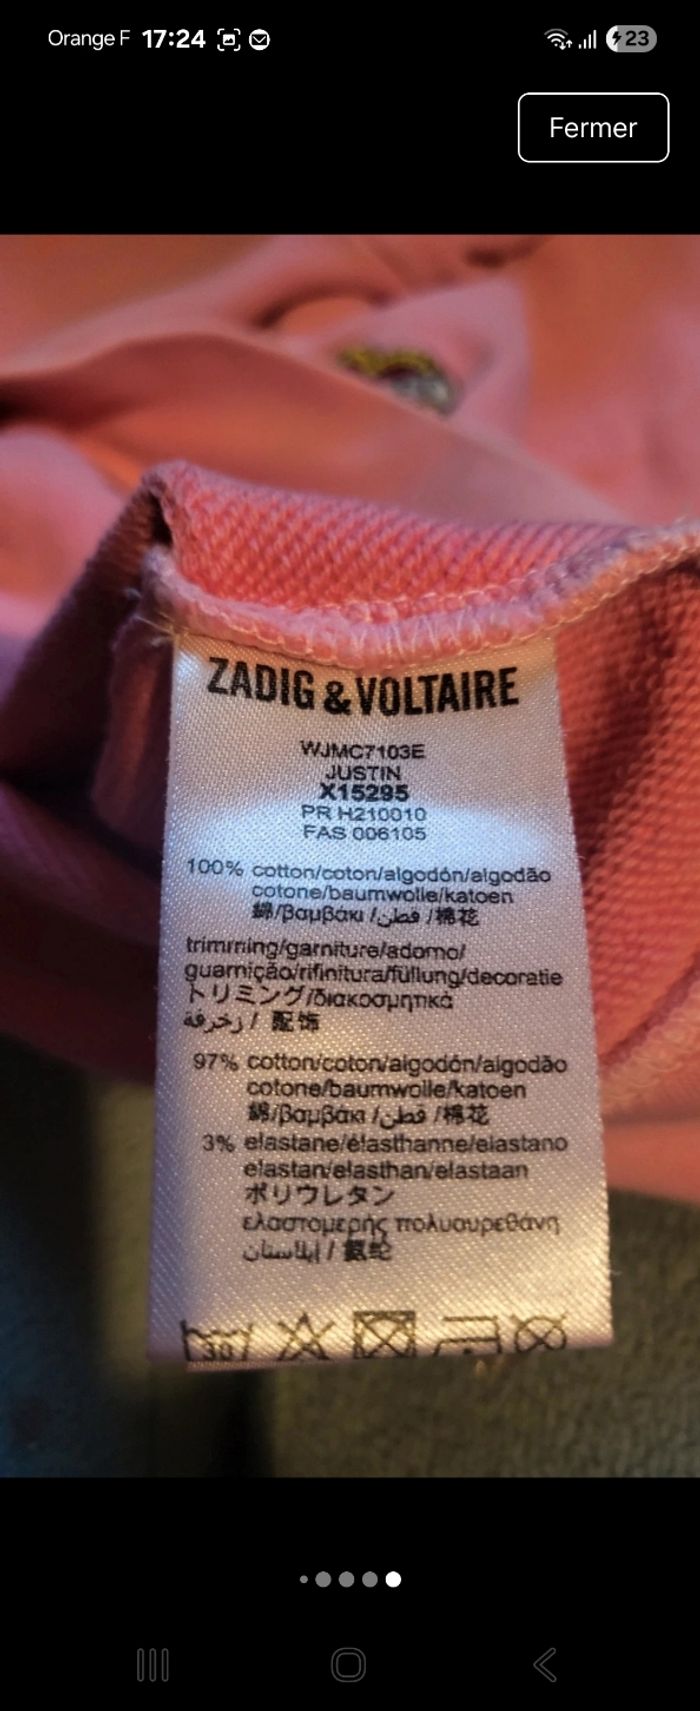 Orange F 17:24 23
Fermer
ZADIG & VOLTAIRE
WJMC7103E
JUSTIN
X15295
PR H210010
FAS 006105
100% cotton/coton/algodón/algodão
cotone/baumwolle/katoen
綿/βαμβάκι /قطن /棉花
trimming/garniture/adorno/
guarnição/rifinitura/füllung/decoratie
トリミング/διακοσμητικά
زخرفة / 配饰
97% cotton/coton/algodón/algodão
cotone/baumwolle/katoen
綿/βαμβάκι /قطن /棉花
3% elastane/élasthanne/elastano
elastan/elasthan/elastaan
ポリウレタン
ελαστομερής πολυουρεθάνη
إيلاستان / 氨纶
30